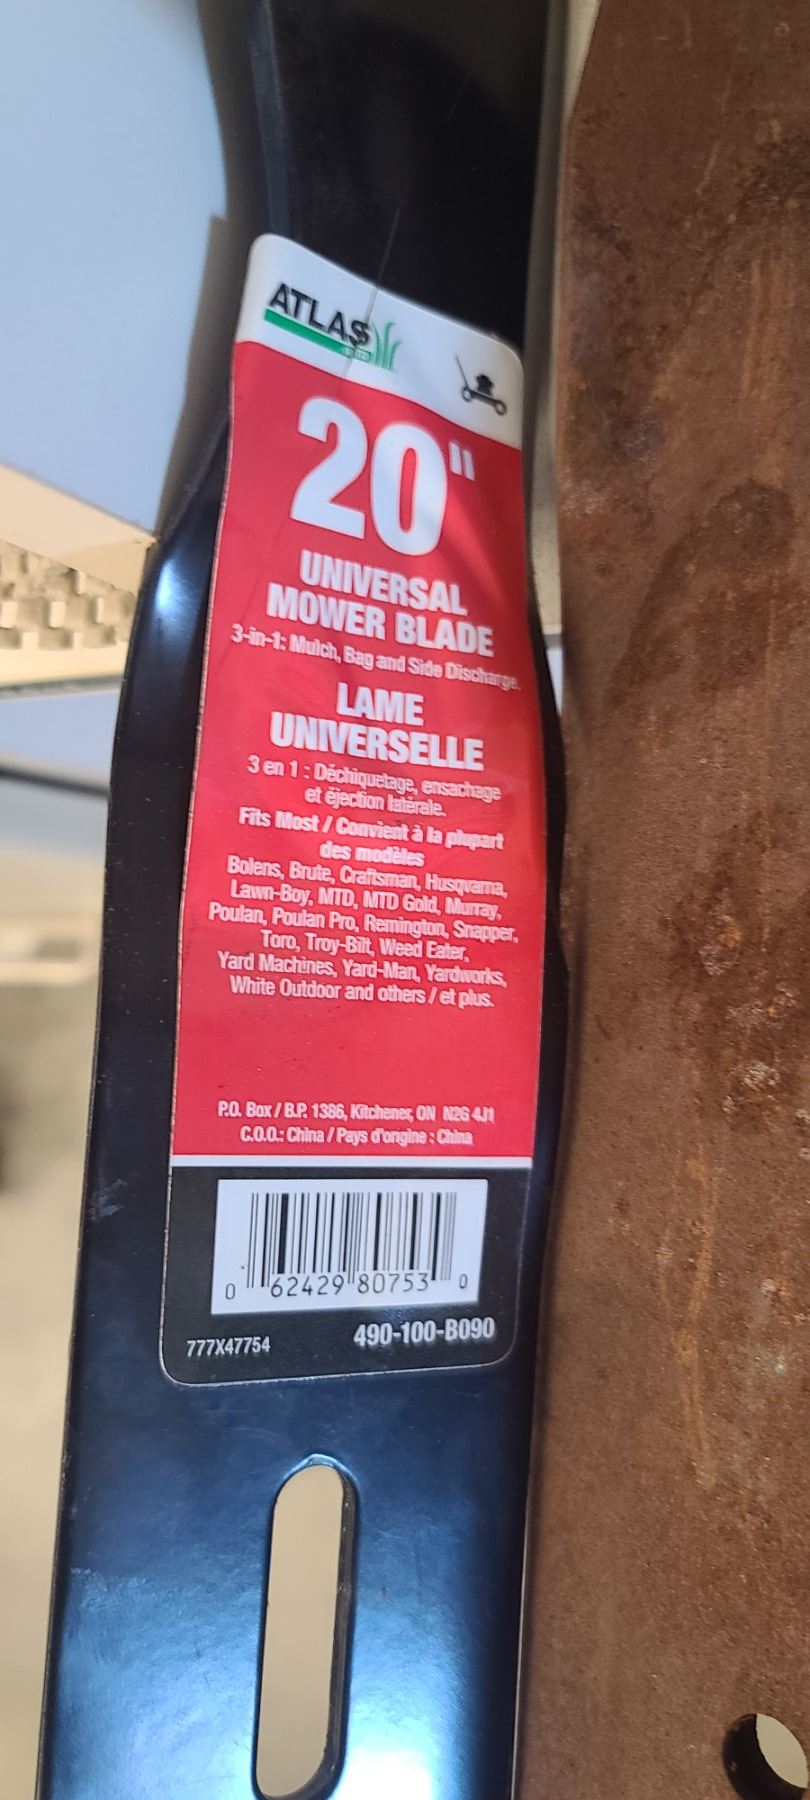 ATLAS
20"
UNIVERSAL
MOWER BLADE
3-in-1: Mulch, Bag and Side Discharge.
LAME
UNIVERSELLE
3 en 1 : Déchiquetage, ensachage
et éjection latérale.
Fits Most / Convient à la plupart
des modèles
Bolens, Brute, Craftsman, Husqvarna,
Lawn-Boy, MTD, MTD Gold, Murray,
Poulan, Poulan Pro, Remington, Snapper,
Toro, Troy-Bilt, Weed Eater,
Yard Machines, Yard-Man, Yardworks,
White Outdoor and others / et plus.
P.O. Box / B.P. 1386, Kitchener, ON N2G 4J1
C.O.O.: China / Pays d'origine : China
0 62429 80753 0
777X47754 490-100-B090